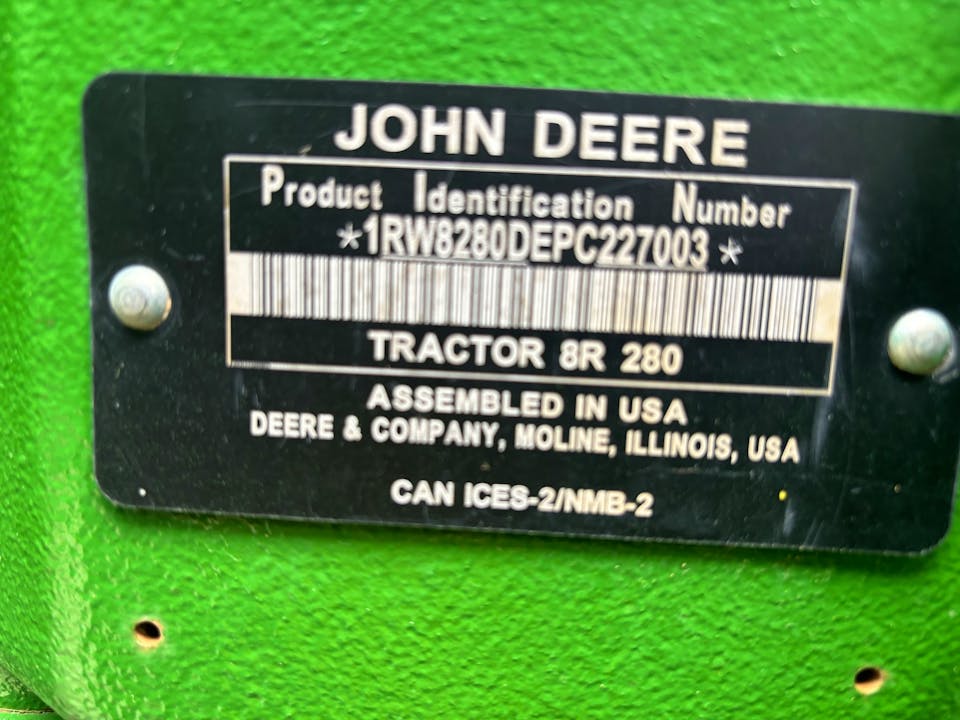 JOHN DEERE
Product Identification Number
*1RW8280DEPC227003*
TRACTOR 8R 280
ASSEMBLED IN USA
DEERE & COMPANY, MOLINE, ILLINOIS, USA
CAN ICES-2/NMB-2